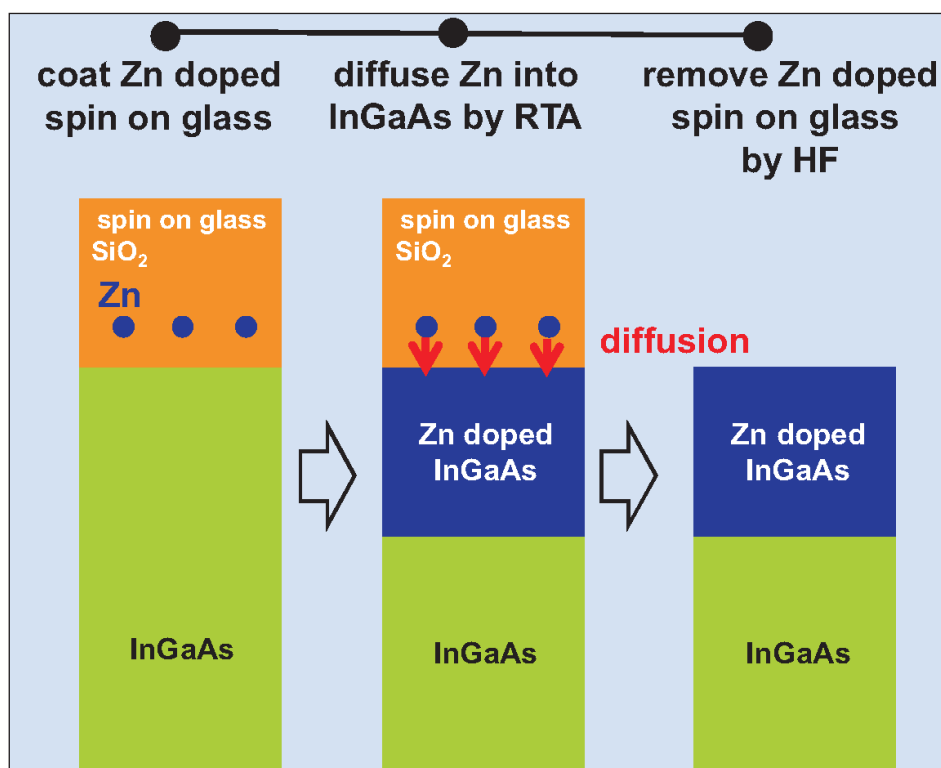 coat Zn doped
spin on glass
diffuse Zn into
InGaAs by RTA
remove Zn doped
spin on glass
by HF
spin on glass
SiO₂
Zn
spin on glass
SiO₂
diffusion
Zn doped
InGaAs
Zn doped
InGaAs
InGaAs
InGaAs
InGaAs